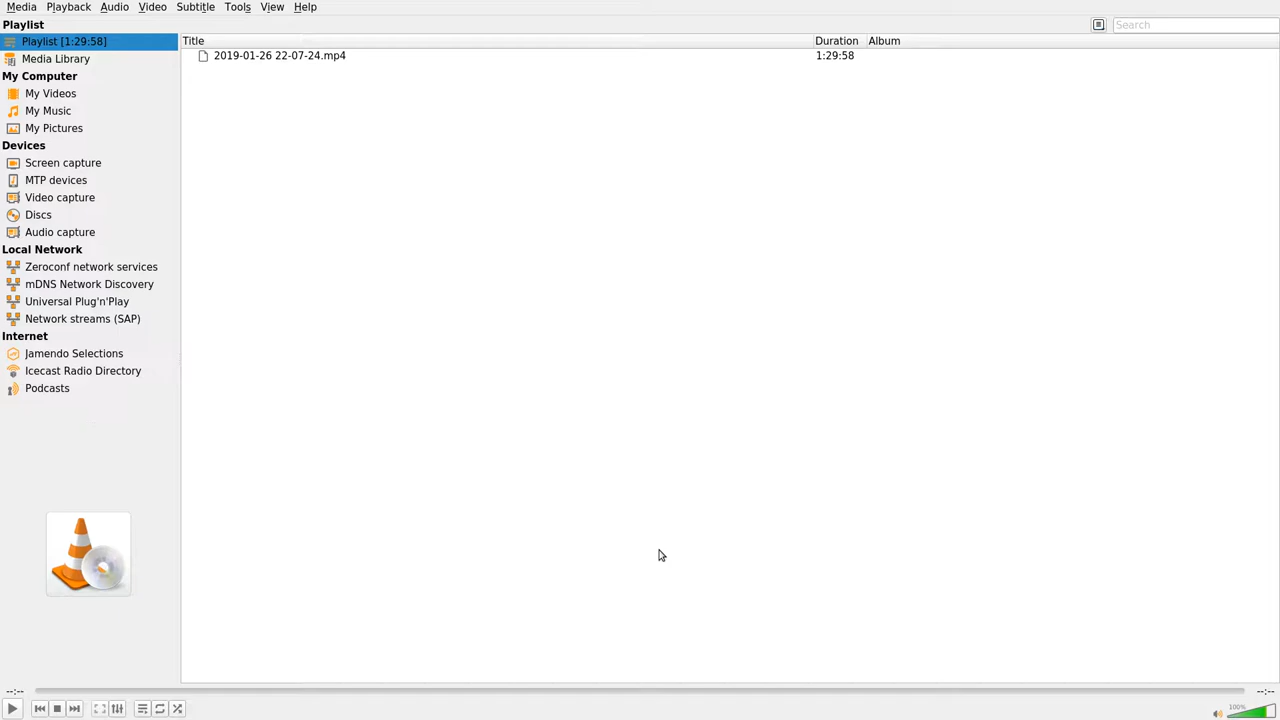 Media Playback Audio Video Subtitle Tools View Help
Playlist
Search
Playlist [1:29:58]
Title Duration Album
2019-01-26 22-07-24.mp4 1:29:58
Media Library
My Computer
My Videos
My Music
My Pictures
Devices
Screen capture
MTP devices
Video capture
Discs
Audio capture
Local Network
Zeroconf network services
mDNS Network Discovery
Universal Plug'n'Play
Network streams (SAP)
Internet
Jamendo Selections
Icecast Radio Directory
Podcasts
--:-- --:--
100%